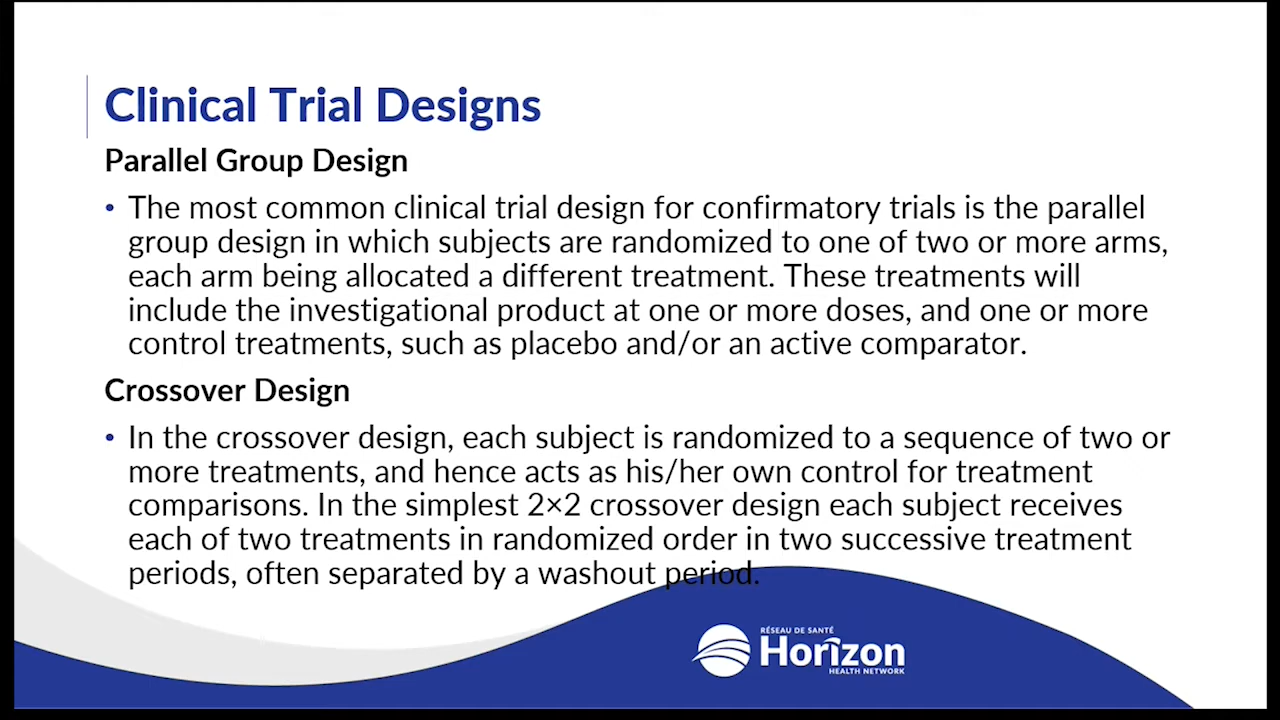 Clinical Trial Designs
Parallel Group Design
• The most common clinical trial design for confirmatory trials is the parallel
group design in which subjects are randomized to one of two or more arms,
each arm being allocated a different treatment. These treatments will
include the investigational product at one or more doses, and one or more
control treatments, such as placebo and/or an active comparator.
Crossover Design
• In the crossover design, each subject is randomized to a sequence of two or
more treatments, and hence acts as his/her own control for treatment
comparisons. In the simplest 2×2 crossover design each subject receives
each of two treatments in randomized order in two successive treatment
periods, often separated by a washout period.
RÉSEAU DE SANTÉ
Horizon
HEALTH NETWORK